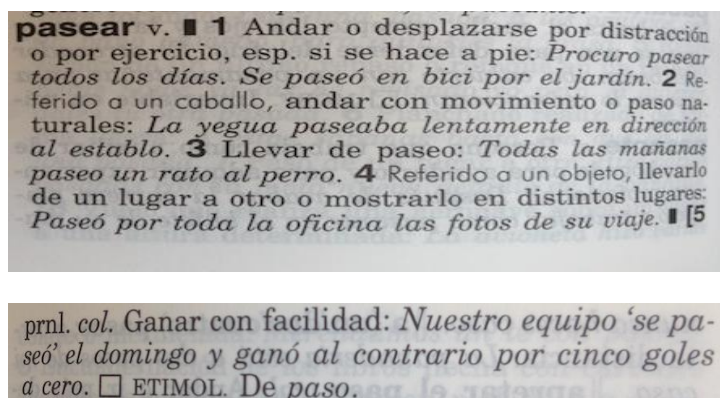 pasear v. ▮ 1 Andar o desplazarse por distracción
o por ejercicio, esp. si se hace a pie: Procuro pasear
todos los días. Se paseó en bici por el jardín. 2 Re-
ferido a un caballo, andar con movimiento o paso na-
turales: La yegua paseaba lentamente en dirección
al establo. 3 Llevar de paseo: Todas las mañanas
paseo un rato al perro. 4 Referido a un objeto, llevarlo
de un lugar a otro o mostrarlo en distintos lugares:
Paseó por toda la oficina las fotos de su viaje. ▮ [5
prnl. col. Ganar con facilidad: Nuestro equipo ‘se pa-
seó’ el domingo y ganó al contrario por cinco goles
a cero. □ ETIMOL. De paso.